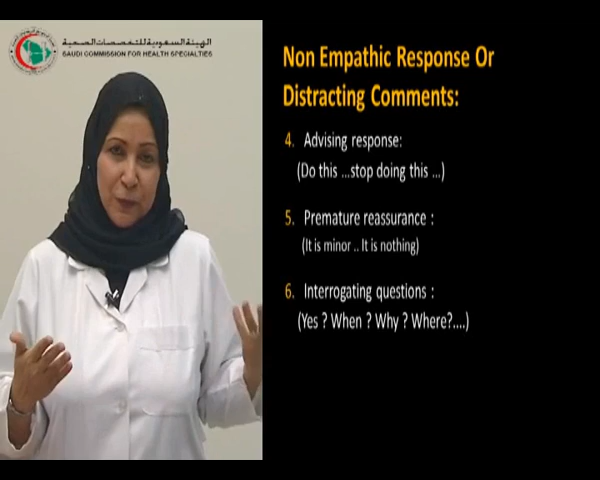 الهيئة السعودية للتخصصات الصحية
SAUDI COMMISSION FOR HEALTH SPECIALTIES
Non Empathic Response Or
Distracting Comments:
4. Advising response:
(Do this ...stop doing this ...)
5. Premature reassurance :
(It is minor .. It is nothing)
6. Interrogating questions :
(Yes ? When ? Why ? Where?....)